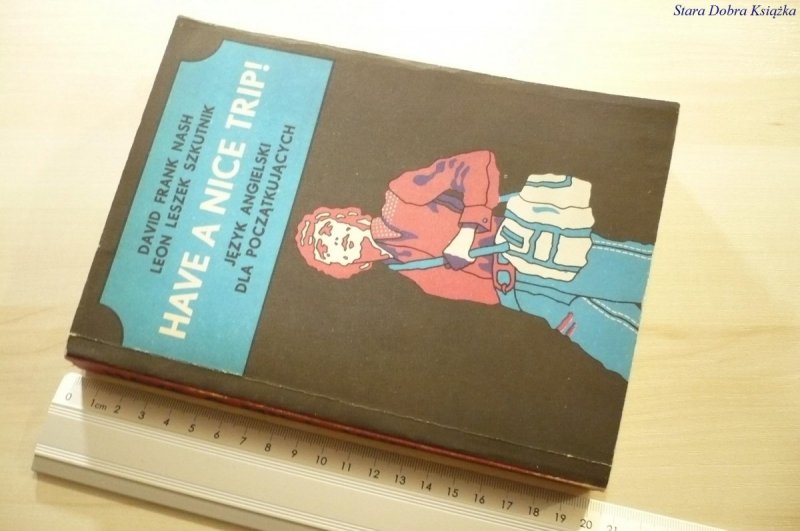 Stara Dobra Książka
DAVID FRANK NASH
LEON LESZEK SZKUTNIK
HAVE A NICE TRIP!
JĘZYK ANGIELSKI
DLA POCZĄTKUJĄCYCH
0 1cm 2 3 4 5 6 7 8 9 10 11 12 13 14 15 16 17 18 19 20 21